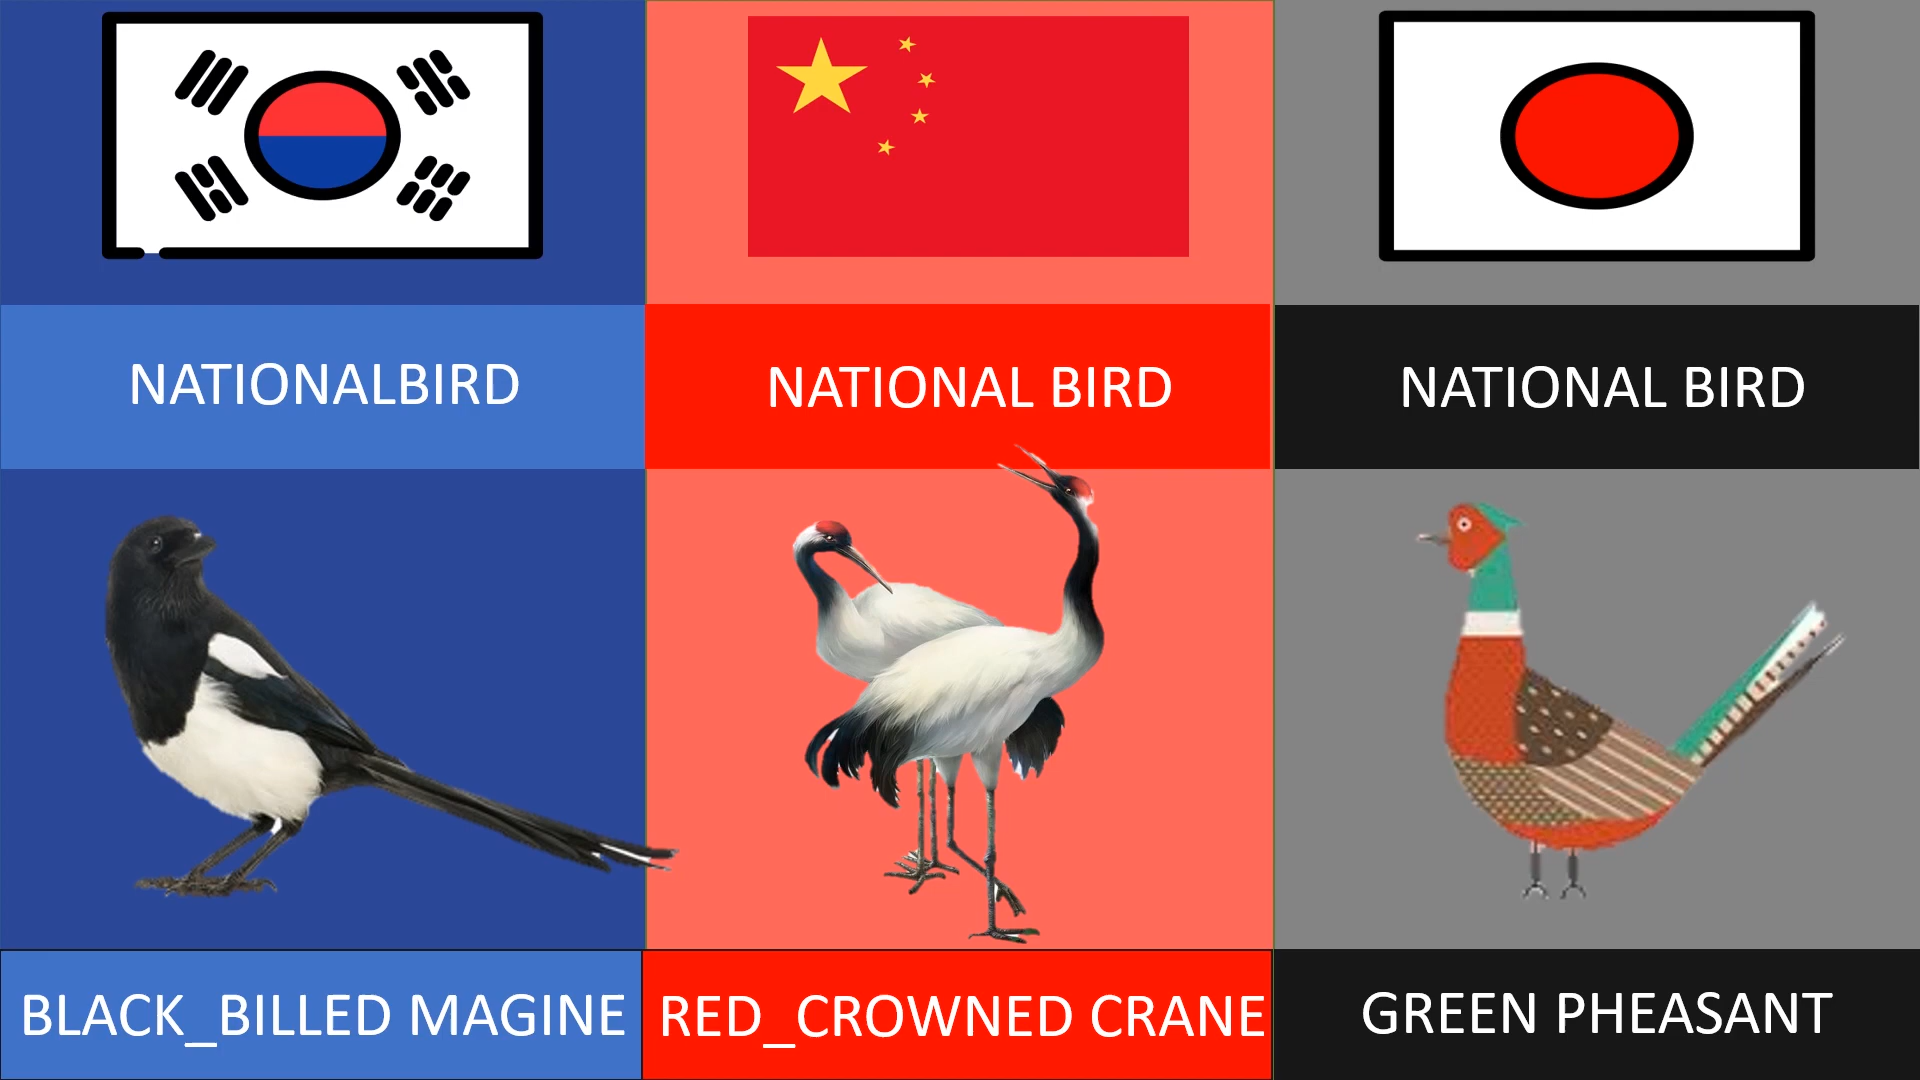 NATIONALBIRD
NATIONAL BIRD
NATIONAL BIRD
BLACK_BILLED MAGINE
RED_CROWNED CRANE
GREEN PHEASANT